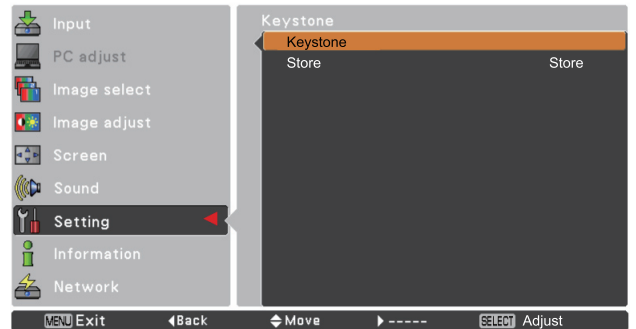 Input
PC adjust
Image select
Image adjust
Screen
Sound
Setting
Information
Network
Keystone
Keystone
Store Store
MENU Exit Back Move ----- SELECT Adjust